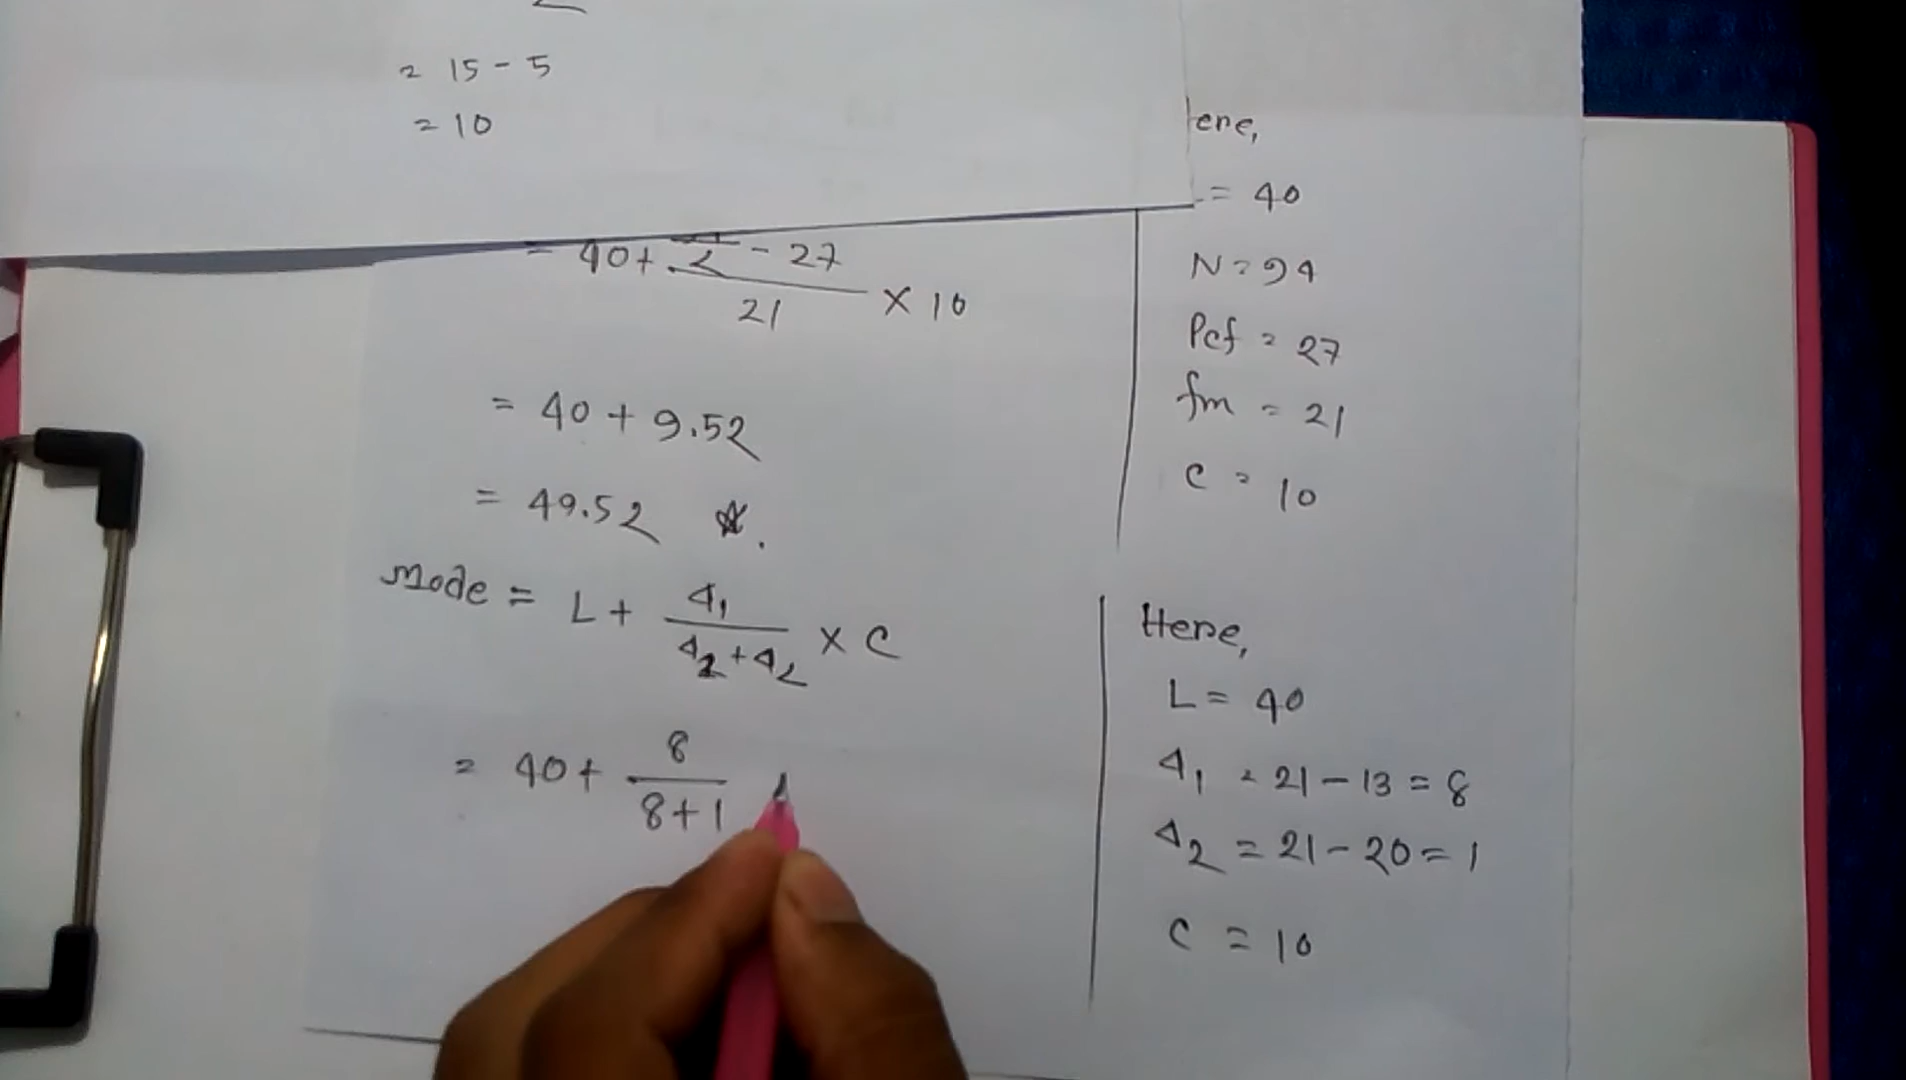 = 15 - 5
= 10
= 40 + - 27
21 × 10
= 40 + 9.52
= 49.52
Mode = L + Δ1 / Δ2 + Δ2 × C
= 40 + 8 / 8 + 1
ere,
= 40
N = 94
Pcf = 27
fm = 21
C = 10
Here,
L = 40
Δ1 = 21 - 13 = 8
Δ2 = 21 - 20 = 1
C = 10